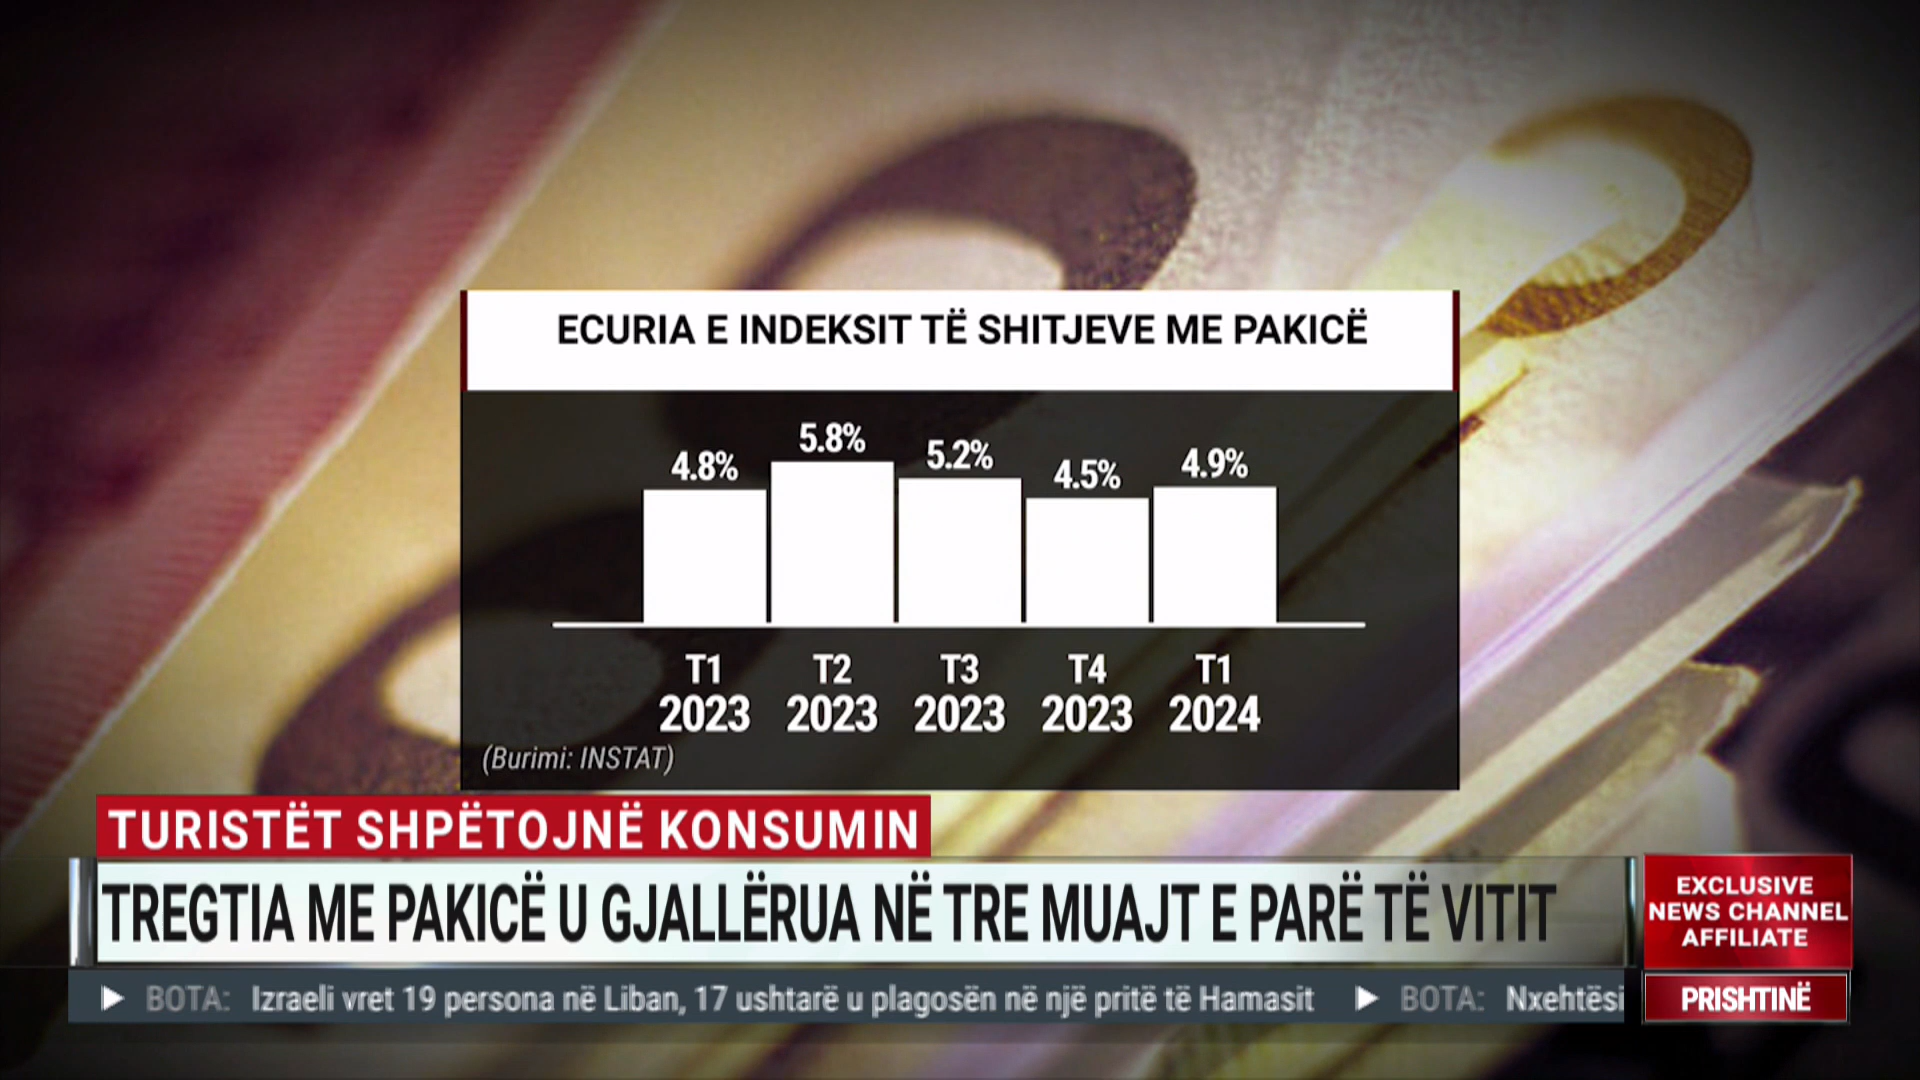 ECURIA E INDEKSIT TË SHITJEVE ME PAKICË
4.8% 5.8% 5.2% 4.5% 4.9%
T1 T2 T3 T4 T1
2023 2023 2023 2023 2024
(Burimi: INSTAT)
TURISTËT SHPËTOJNË KONSUMIN
TREGTIA ME PAKICË U GJALLËRUA NË TRE MUAJT E PARË TË VITIT
EXCLUSIVE
NEWS CHANNEL
AFFILIATE
BOTA: Izraeli vret 19 persona në Liban, 17 ushtarë u plagosën në një pritë të Hamasit BOTA: Nxehtësi
PRISHTINË